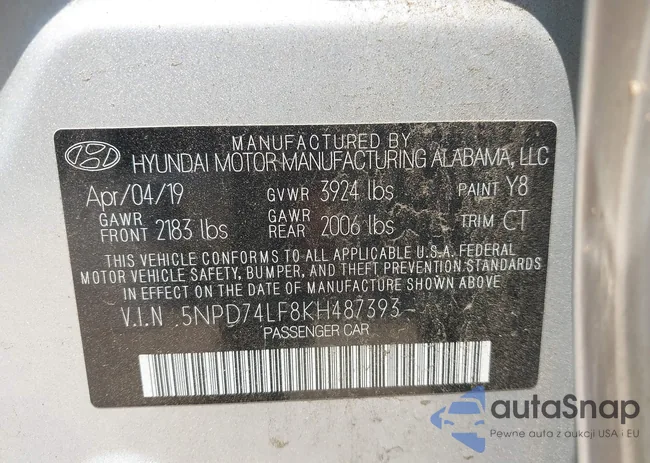 MANUFACTURED BY
HYUNDAI MOTOR MANUFACTURING ALABAMA, LLC
Apr/04/19 GVWR 3924 lbs PAINT Y8
GAWR FRONT 2183 lbs GAWR REAR 2006 lbs TRIM CT
THIS VEHICLE CONFORMS TO ALL APPLICABLE U.S.A. FEDERAL
MOTOR VEHICLE SAFETY, BUMPER, AND THEFT PREVENTION STANDARDS
IN EFFECT ON THE DATE OF MANUFACTURE SHOWN ABOVE
V.I.N 5NPD74LF8KH487393
PASSENGER CAR
autaSnap
Pewne auta z aukcji USA i EU